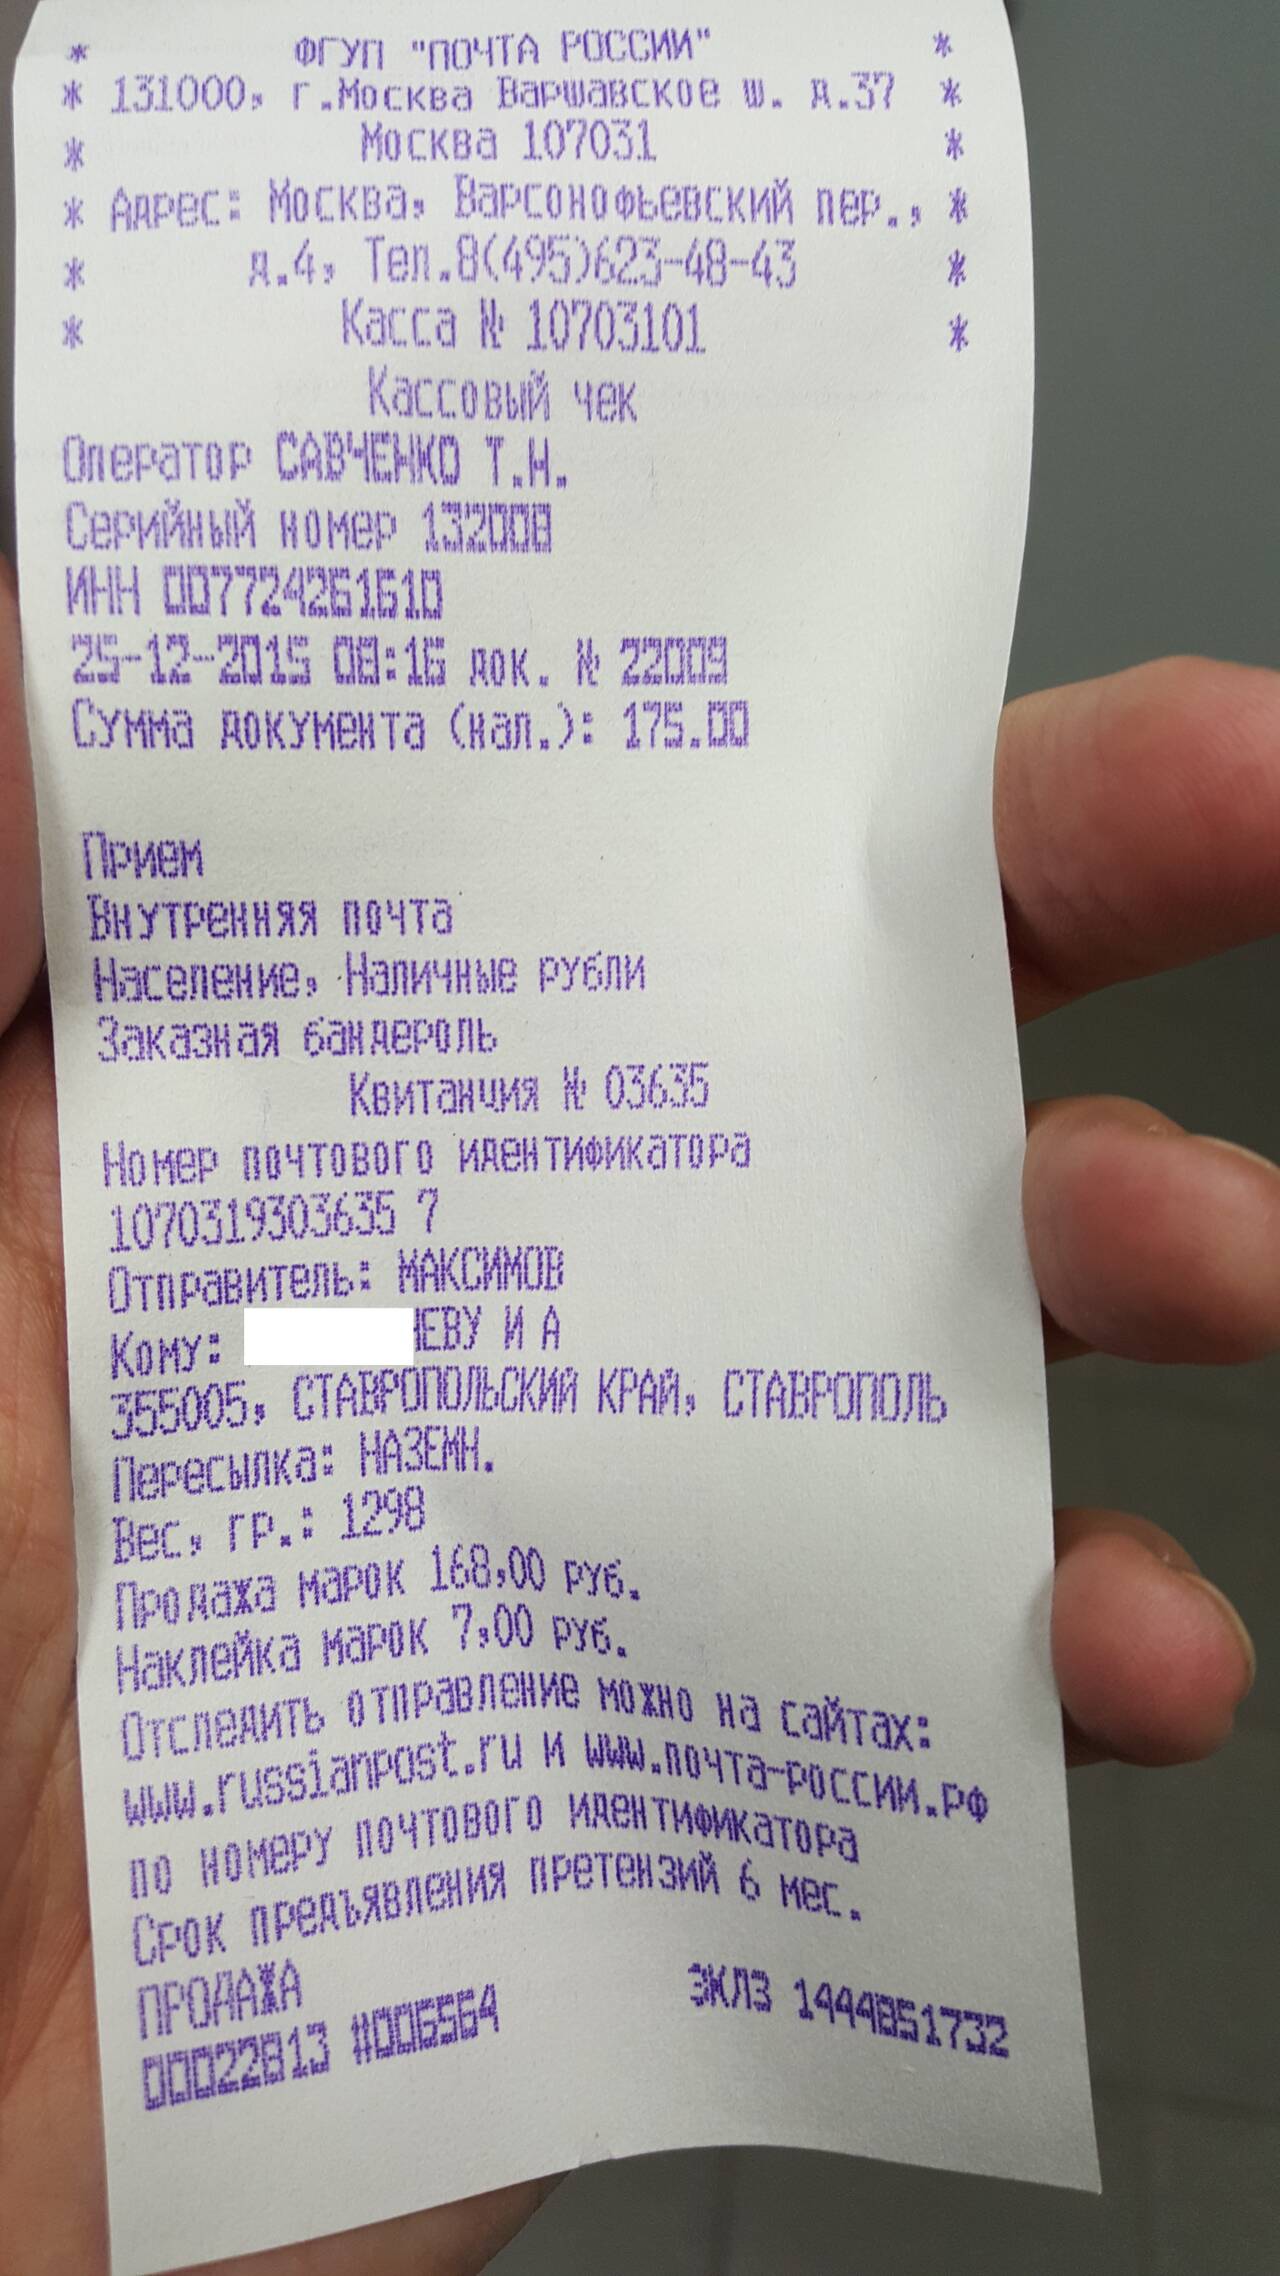 * ФГУП "ПОЧТА РОССИИ" *
* 131000, г.Москва Варшавское ш. д.37 *
* Москва 107031 *
* Адрес: Москва, Варсонофьевский пер., *
* д.4, Тел.8(495)623-48-43 *
* Касса № 10703101 *
Кассовый чек
Оператор САВЧЕНКО Т.Н.
Серийный номер 132008
ИНН 007724261610
25-12-2015 08:16 док. № 22009
Сумма документа (нал.): 175.00
Прием
Внутренняя почта
Население, Наличные рубли
Заказная бандероль
Квитанция № 03635
Номер почтового идентификатора
1070319303635 7
Отправитель: МАКСИМОВ
Кому: ЧЕВУ И А
355005, СТАВРОПОЛЬСКИЙ КРАЙ, СТАВРОПОЛЬ
Пересылка: НАЗЕМН.
Вес, гр.: 1298
Продажа марок 168,00 руб.
Наклейка марок 7,00 руб.
Отследить отправление можно на сайтах:
www.russianpost.ru и www.почта-россии.рф
по номеру почтового идентификатора
Срок предъявления претензий 6 мес.
ПРОДАЖА
00022813 #006564 ЭКЛЗ 1444851732